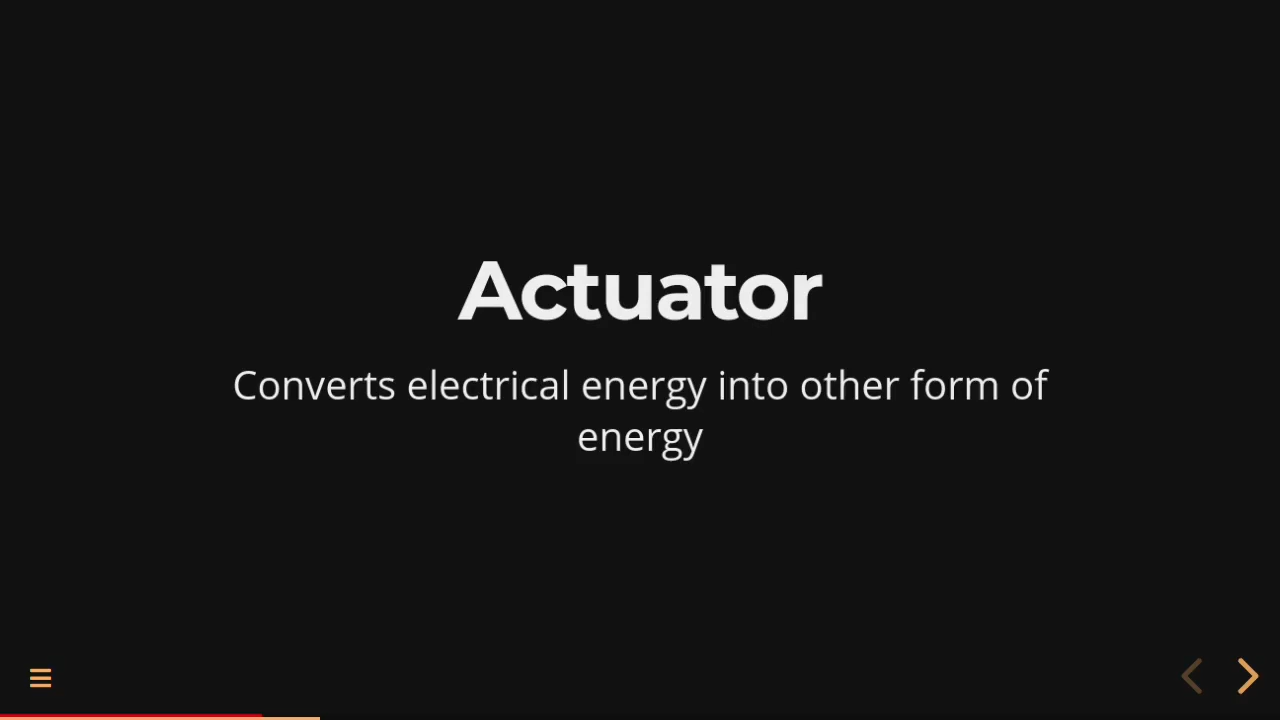 Actuator
Converts electrical energy into other form of
energy